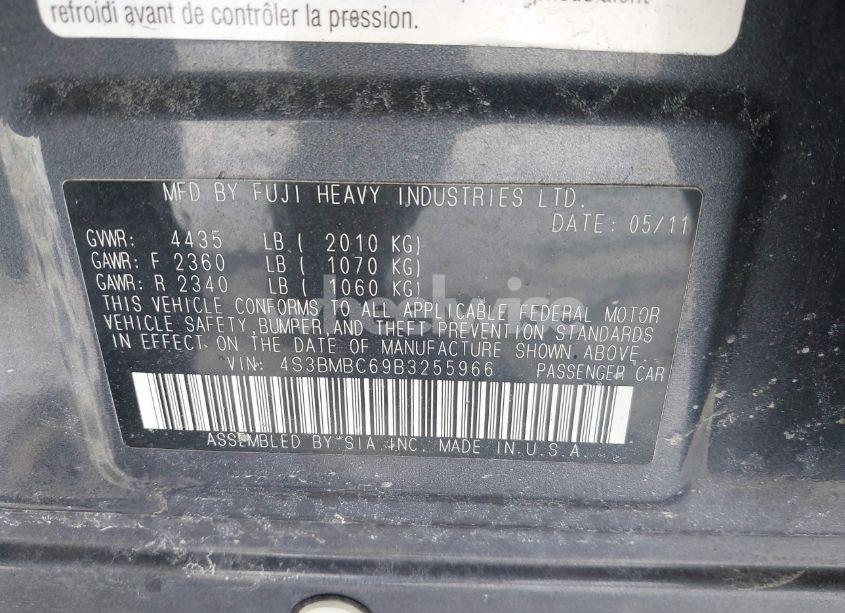 refroidi avant de contrôler la pression.
MFD BY FUJI HEAVY INDUSTRIES LTD.
DATE: 05/11
GVWR: 4435 LB ( 2010 KG)
GAWR: F 2360 LB ( 1070 KG)
GAWR: R 2340 LB ( 1060 KG)
THIS VEHICLE CONFORMS TO ALL APPLICABLE FEDERAL MOTOR
VEHICLE SAFETY, BUMPER, AND THEFT PREVENTION STANDARDS
IN EFFECT ON THE DATE OF MANUFACTURE SHOWN ABOVE.
VIN: 4S3BMBC69B3255966 PASSENGER CAR
ASSEMBLED BY SIA INC. MADE IN U.S.A.